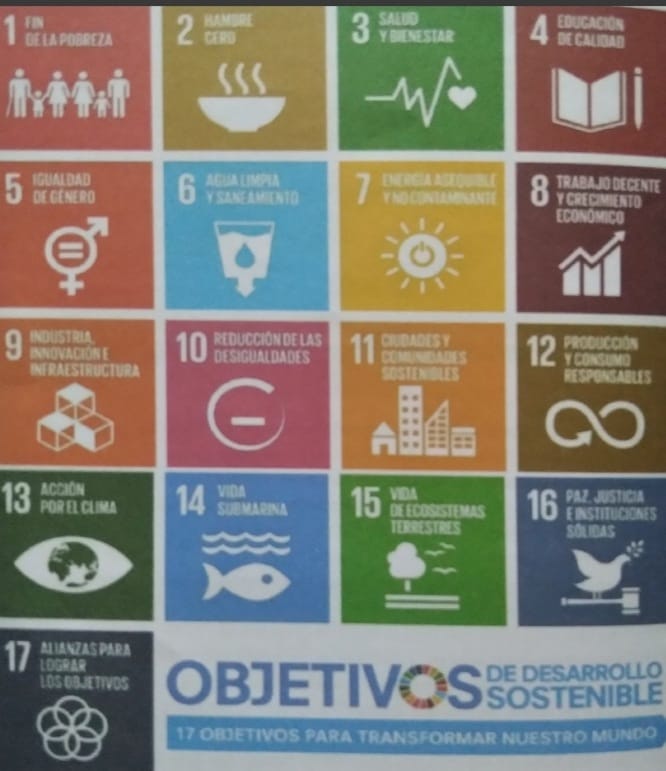 1 FIN
DE LA POBREZA
2 HAMBRE
CERO
3 SALUD
Y BIENESTAR
4 EDUCACIÓN
DE CALIDAD
5 IGUALDAD
DE GÉNERO
6 AGUA LIMPIA
Y SANEAMIENTO
7 ENERGÍA ASEQUIBLE
Y NO CONTAMINANTE
8 TRABAJO DECENTE
Y CRECIMIENTO
ECONÓMICO
9 INDUSTRIA,
INNOVACIÓN E
INFRAESTRUCTURA
10 REDUCCIÓN DE LAS
DESIGUALDADES
11 CIUDADES Y
COMUNIDADES
SOSTENIBLES
12 PRODUCCIÓN
Y CONSUMO
RESPONSABLES
13 ACCIÓN
POR EL CLIMA
14 VIDA
SUBMARINA
15 VIDA
DE ECOSISTEMAS
TERRESTRES
16 PAZ, JUSTICIA
E INSTITUCIONES
SÓLIDAS
17 ALIANZAS PARA
LOGRAR
LOS OBJETIVOS
OBJETIVOS DE DESARROLLO
SOSTENIBLE
17 OBJETIVOS PARA TRANSFORMAR NUESTRO MUNDO